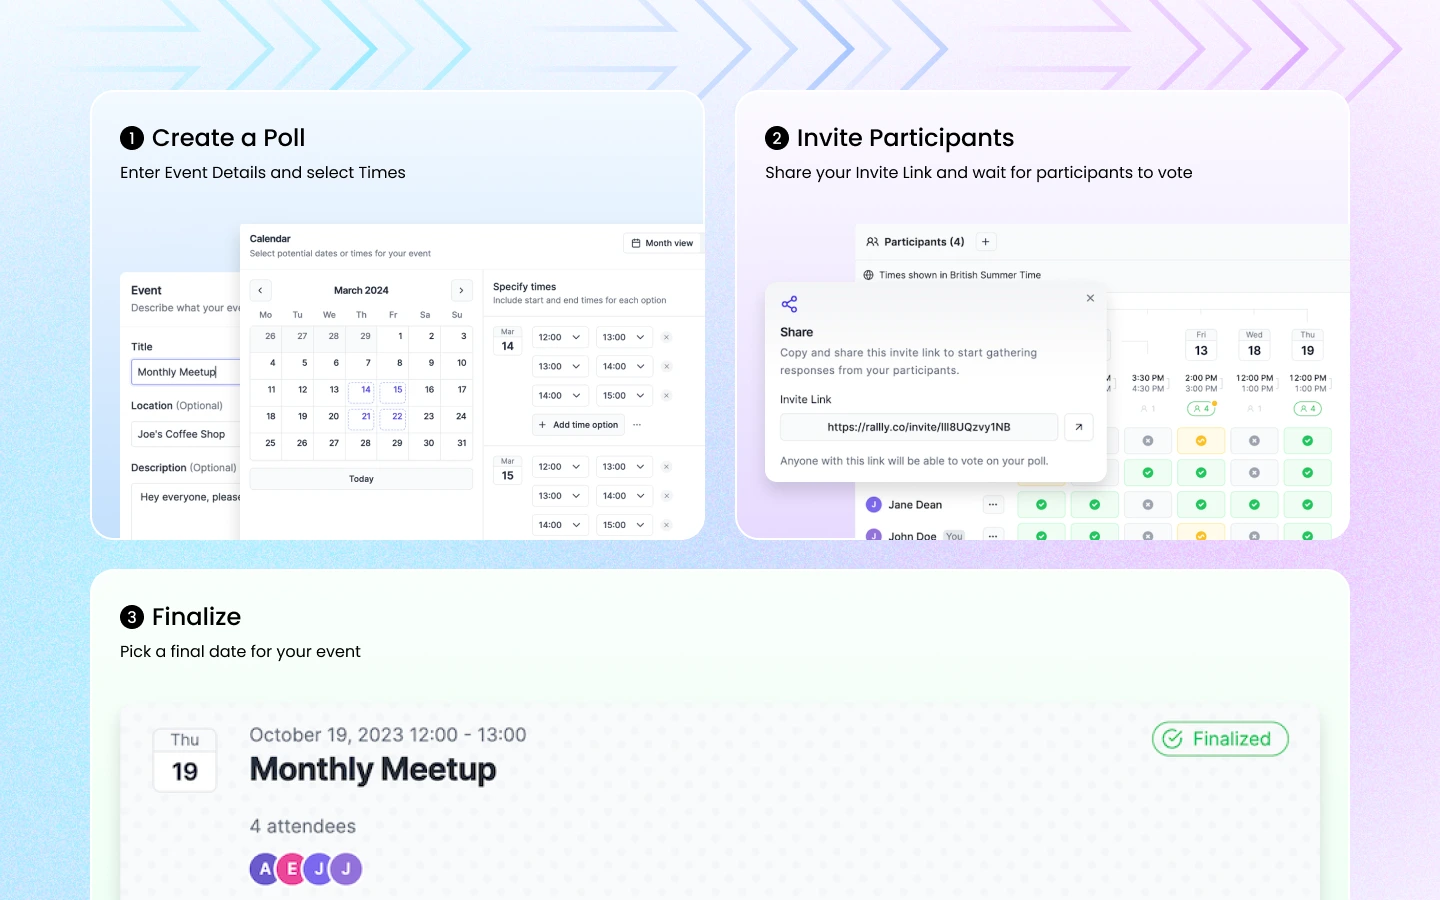 1 Create a Poll
Enter Event Details and select Times
Event
Describe what your eve
Title
Monthly Meetup
Location (Optional)
Joe's Coffee Shop
Description (Optional)
Hey everyone, please
Calendar
Select potential dates or times for your event
Month view
March 2024
Mo Tu We Th Fr Sa Su
26 27 28 29 1 2 3
4 5 6 7 8 9 10
11 12 13 14 15 16 17
18 19 20 21 22 23 24
25 26 27 28 29 30 31
Today
Specify times
Include start and end times for each option
Mar
14
12:00 13:00
13:00 14:00
14:00 15:00
+ Add time option
Mar
15
12:00 13:00
13:00 14:00
14:00 15:00
2 Invite Participants
Share your Invite Link and wait for participants to vote
Participants (4)
+
Times shown in British Summer Time
Share
Copy and share this invite link to start gathering
responses from your participants.
Invite Link
Anyone with this link will be able to vote on your poll.
Fri Wed Thu
13 18 19
3:30 PM 2:00 PM 12:00 PM 12:00 PM
4:30 PM 3:00 PM 1:00 PM 1:00 PM
1 4 1 4
J Jane Dean
J John Doe You
3 Finalize
Pick a final date for your event
Thu
19
October 19, 2023 12:00 - 13:00
Monthly Meetup
Finalized
4 attendees
A E J J